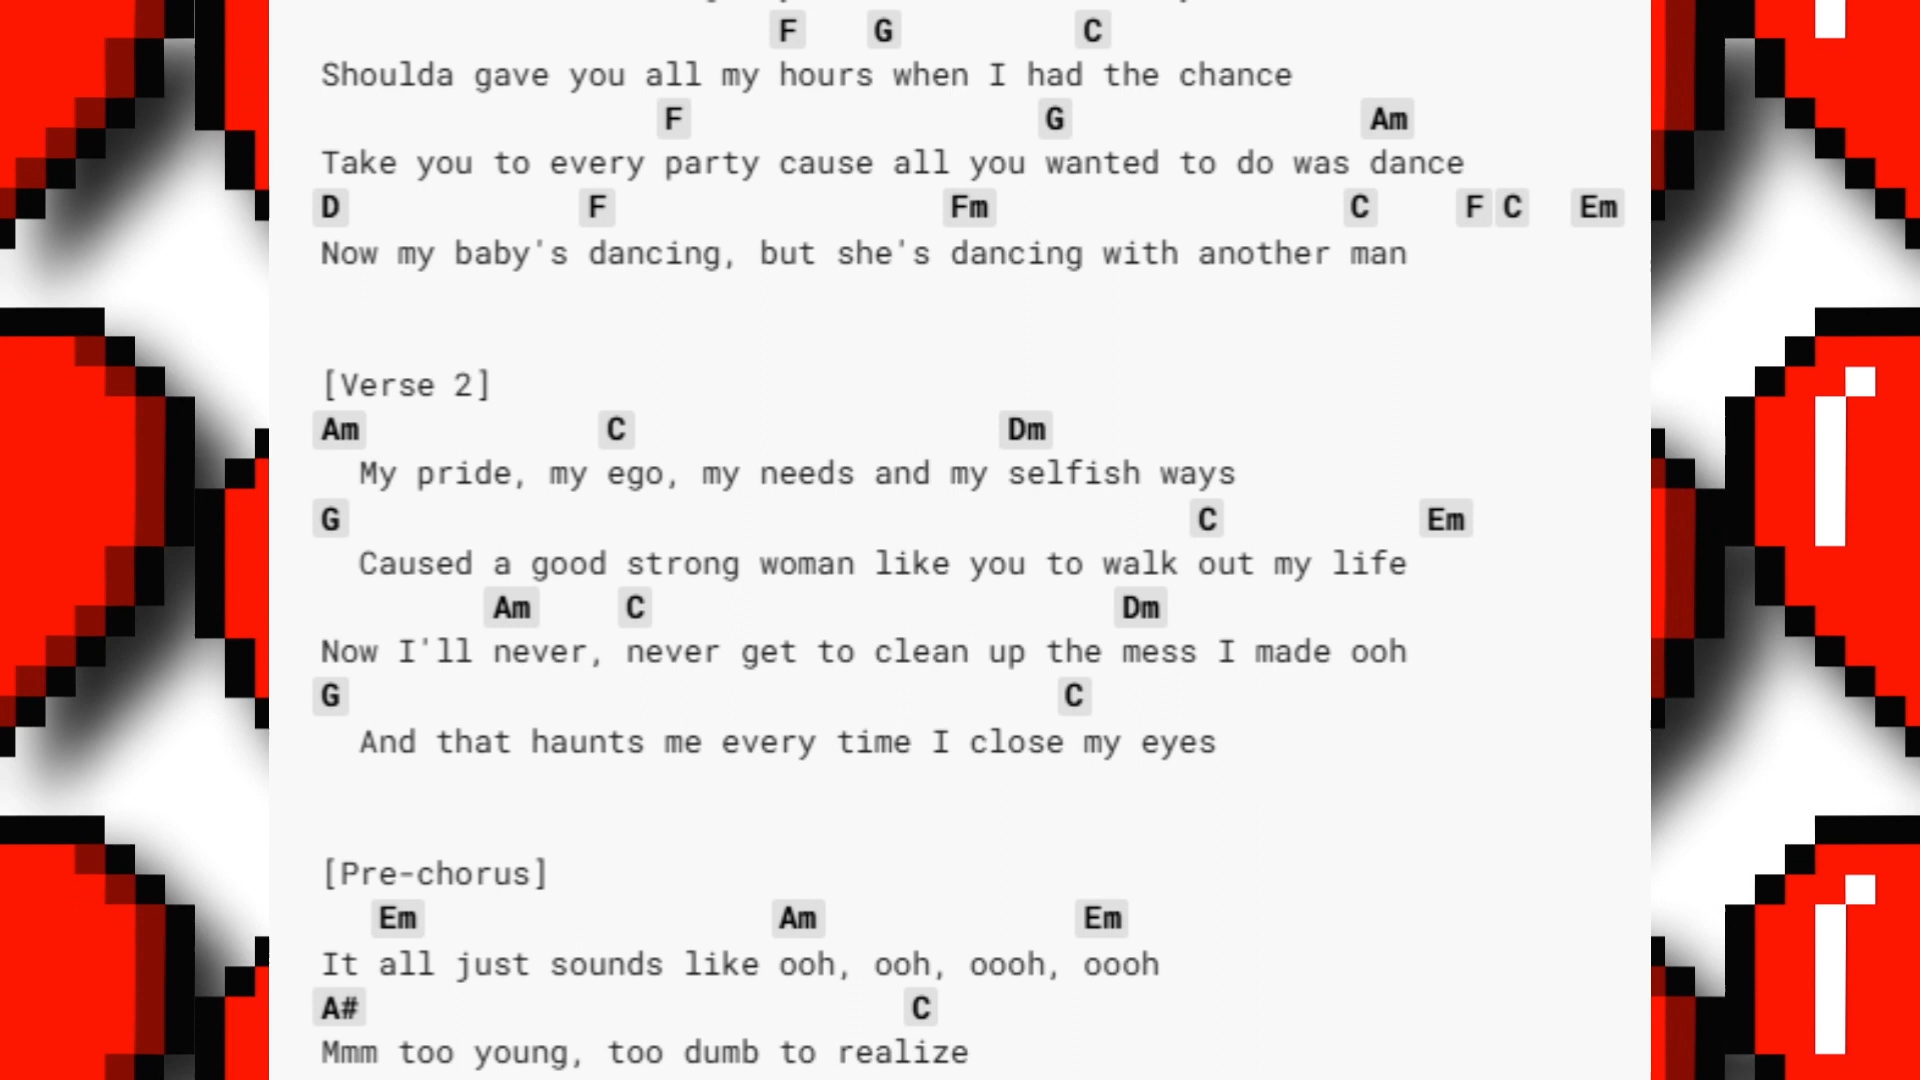 F G C
Shoulda gave you all my hours when I had the chance
F G Am
Take you to every party cause all you wanted to do was dance
D F Fm C F C Em
Now my baby's dancing, but she's dancing with another man
[Verse 2]
Am C Dm
My pride, my ego, my needs and my selfish ways
G C Em
Caused a good strong woman like you to walk out my life
Am C Dm
Now I'll never, never get to clean up the mess I made ooh
G C
And that haunts me every time I close my eyes
[Pre-chorus]
Em Am Em
It all just sounds like ooh, ooh, oooh, oooh
A# C
Mmm too young, too dumb to realize